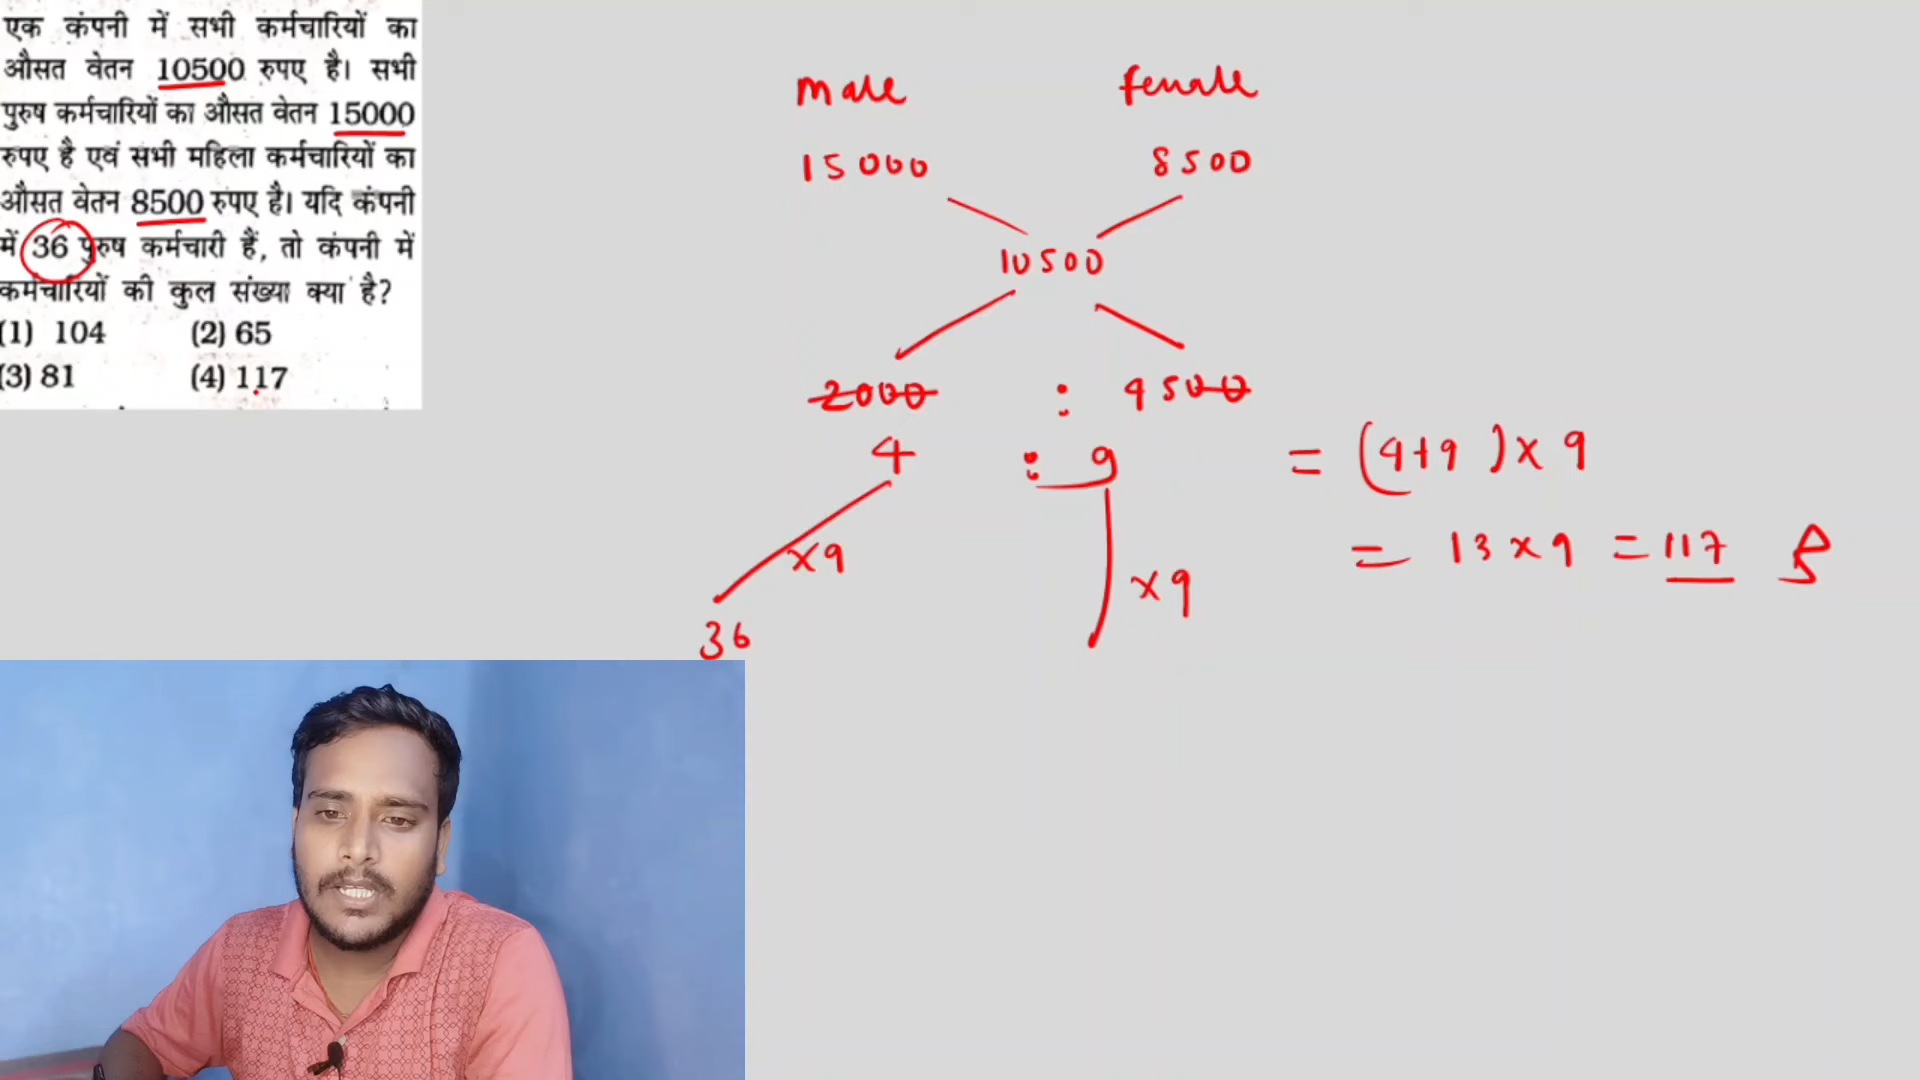 एक कंपनी में सभी कर्मचारियों का
औसत वेतन 10500 रुपए है। सभी
पुरुष कर्मचारियों का औसत वेतन 15000
रुपए है एवं सभी महिला कर्मचारियों का
औसत वेतन 8500 रुपए है। यदि कंपनी
में 36 पुरुष कर्मचारी हैं, तो कंपनी में
कर्मचारियों की कुल संख्या क्या है?
(1) 104 (2) 65
(3) 81 (4) 117
Male female
15000 8500
10500
2000 : 4500
4 : 9 = (4+9)×9
= 13×9 = 117
×9 ×9
36